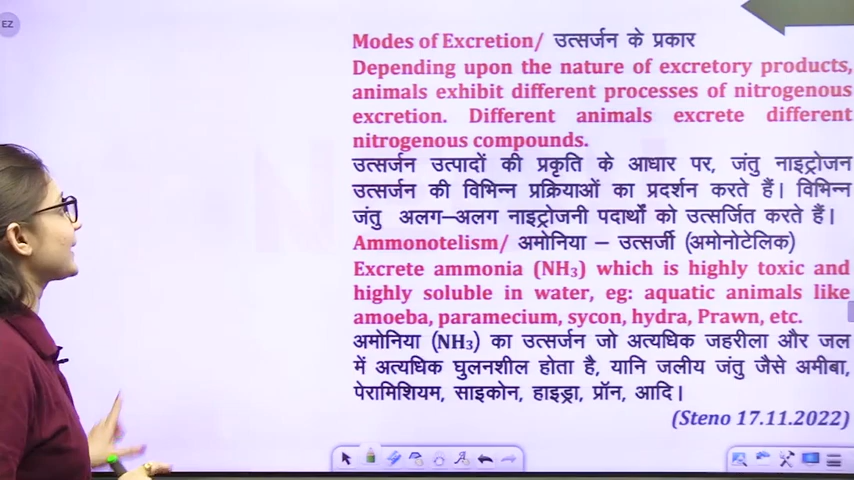 EZ
Modes of Excretion/ उत्सर्जन के प्रकार
Depending upon the nature of excretory products,
animals exhibit different processes of nitrogenous
excretion. Different animals excrete different
nitrogenous compounds.
उत्सर्जन उत्पादों की प्रकृति के आधार पर, जंतु नाइट्रोजन
उत्सर्जन की विभिन्न प्रक्रियाओं का प्रदर्शन करते हैं। विभिन्न
जंतु अलग–अलग नाइट्रोजनी पदार्थों को उत्सर्जित करते हैं।
Ammonotelism/ अमोनिया – उत्सर्जी (अमोनोटेलिक)
Excrete ammonia (NH₃) which is highly toxic and
highly soluble in water, eg: aquatic animals like
amoeba, paramecium, sycon, hydra, Prawn, etc.
अमोनिया (NH₃) का उत्सर्जन जो अत्यधिक जहरीला और जल
में अत्यधिक घुलनशील होता है, यानि जलीय जंतु जैसे अमीबा,
पेरामिशियम, साइकोन, हाइड्रा, प्रॉन, आदि।
(Steno 17.11.2022)